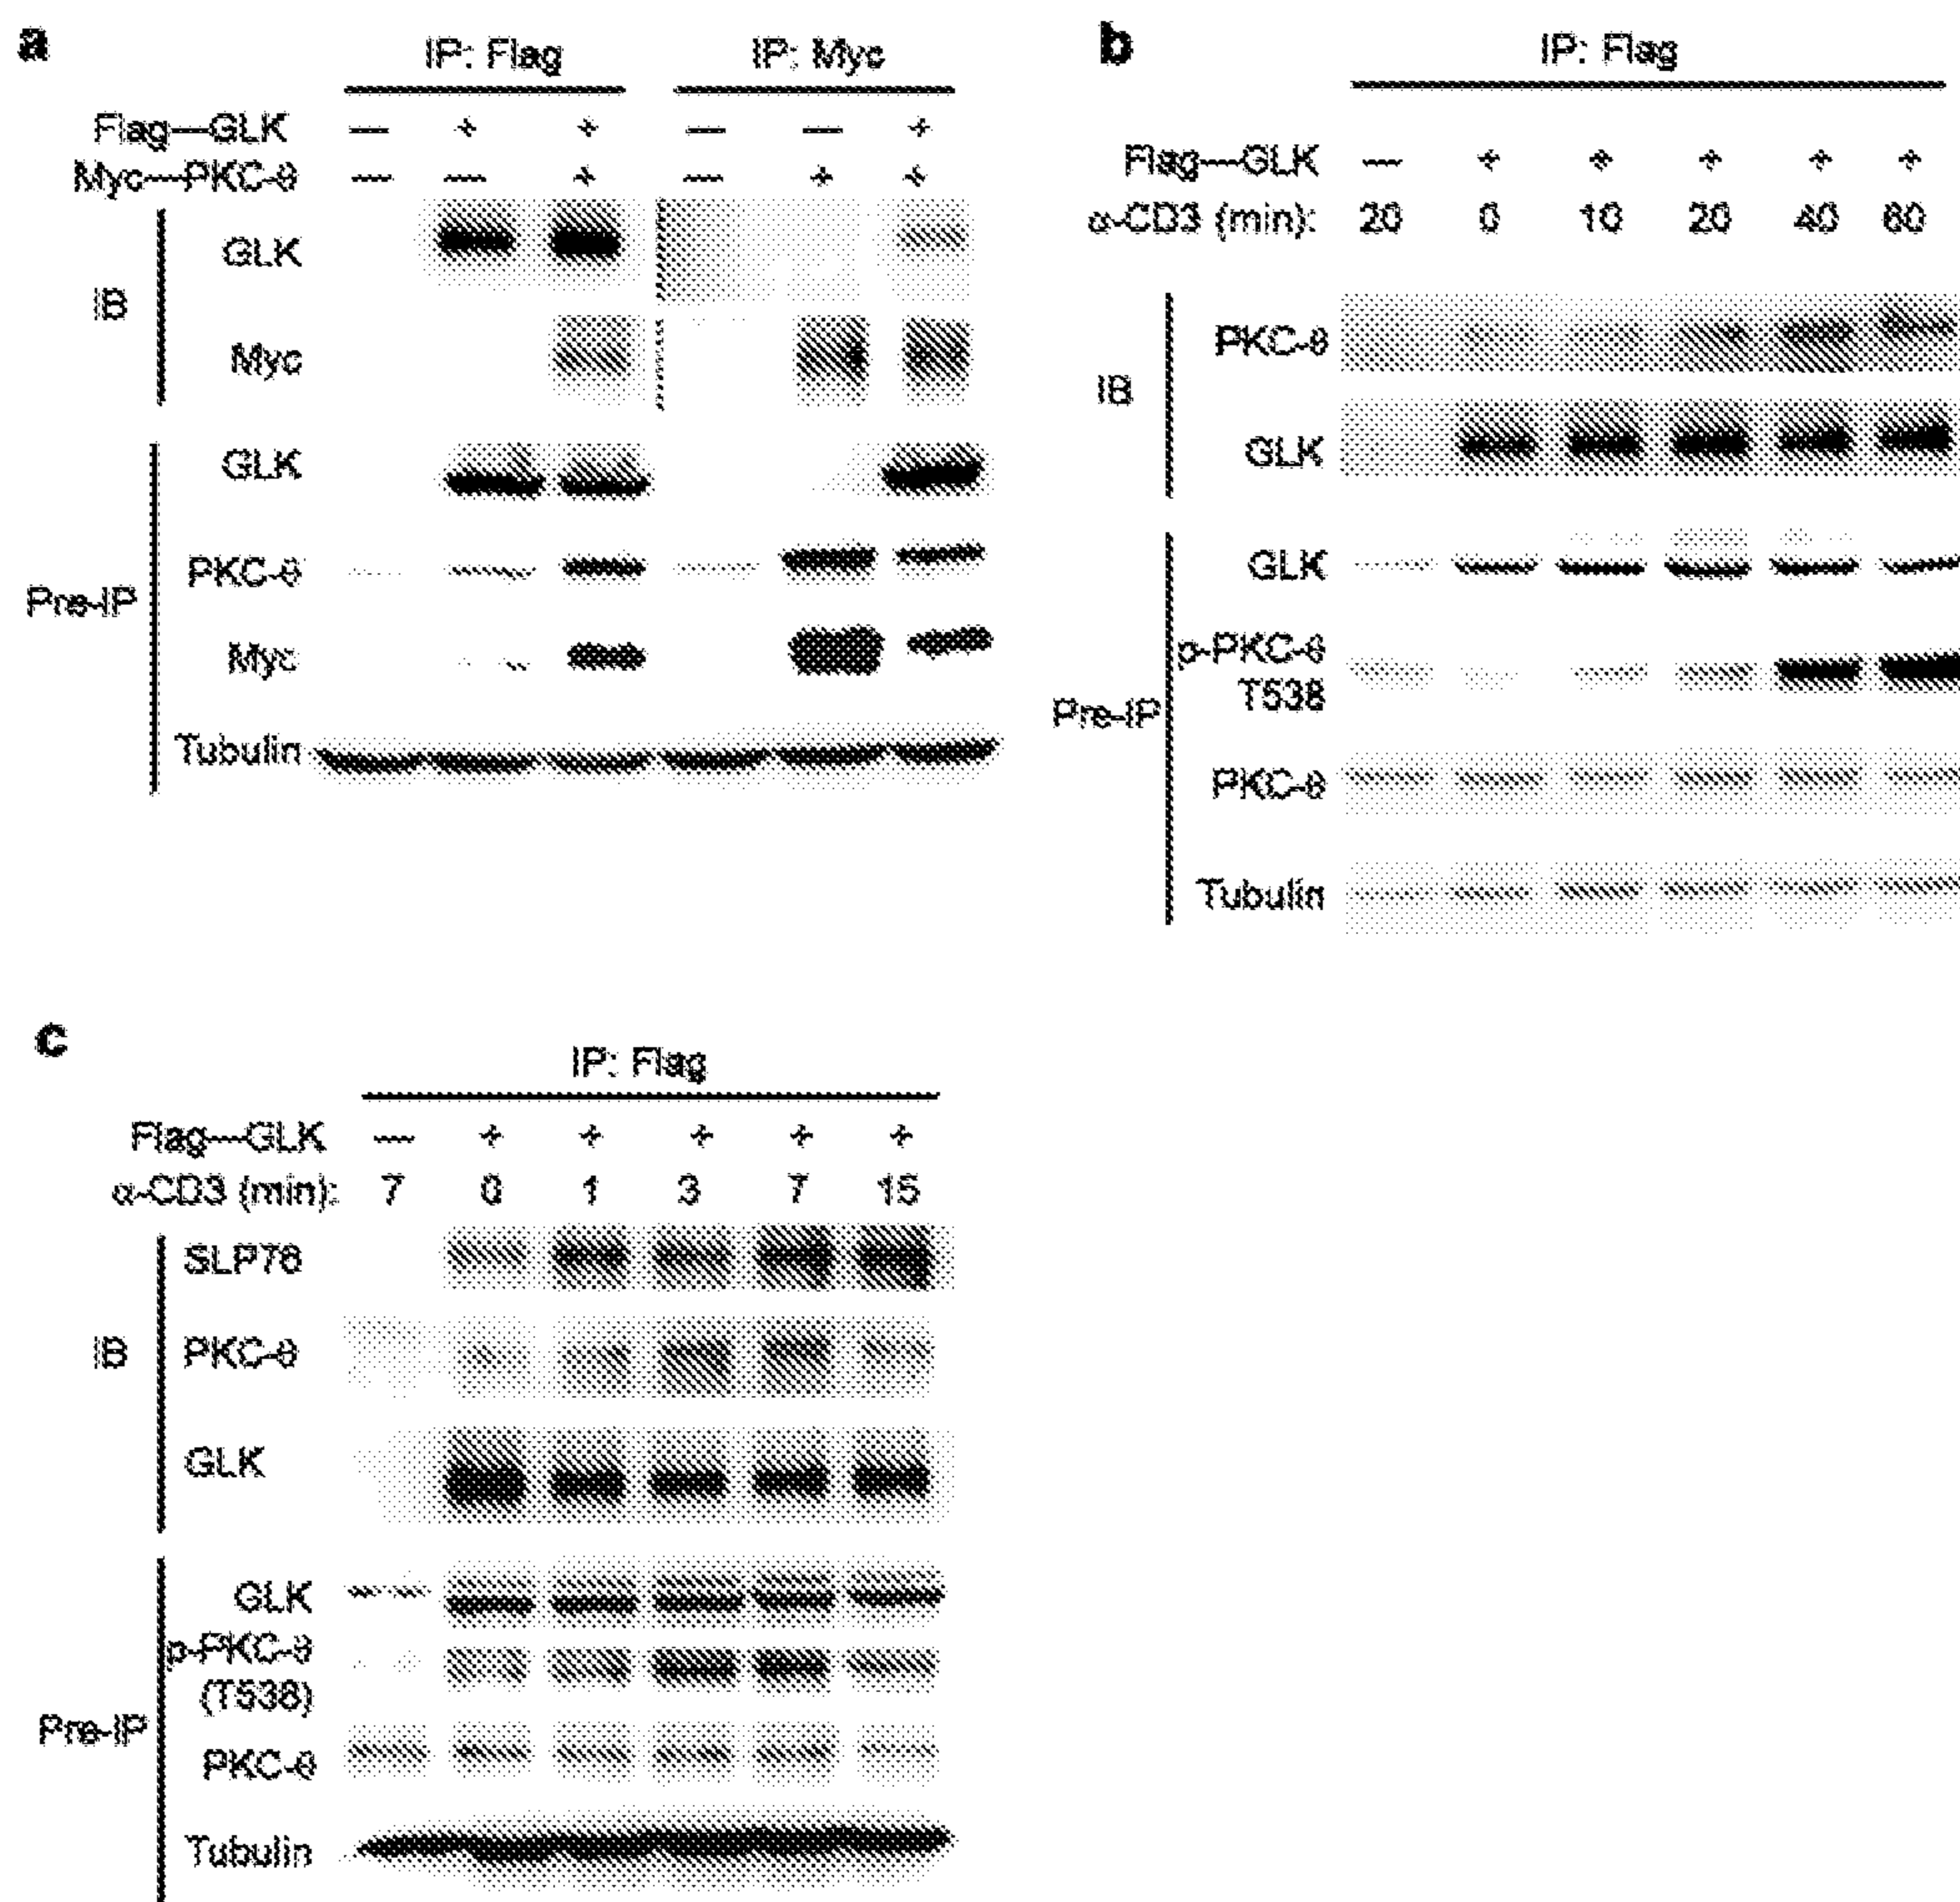 a
IP: Flag IP: Myc
Flag—GLK — + + — — +
Myc—PKC-θ — — + — + +
IB
GLK
Myc
Pre-IP
GLK
PKC-θ
Myc
Tubulin
b
IP: Flag
Flag—GLK — + + + + +
α-CD3 (min): 20 0 10 20 40 60
IB
PKC-θ
GLK
Pre-IP
GLK
p-PKC-θ
T538
PKC-θ
Tubulin
c
IP: Flag
Flag—GLK — + + + + +
α-CD3 (min): 7 0 1 3 7 15
IB
SLP76
PKC-θ
GLK
Pre-IP
GLK
p-PKC-θ
(T538)
PKC-θ
Tubulin